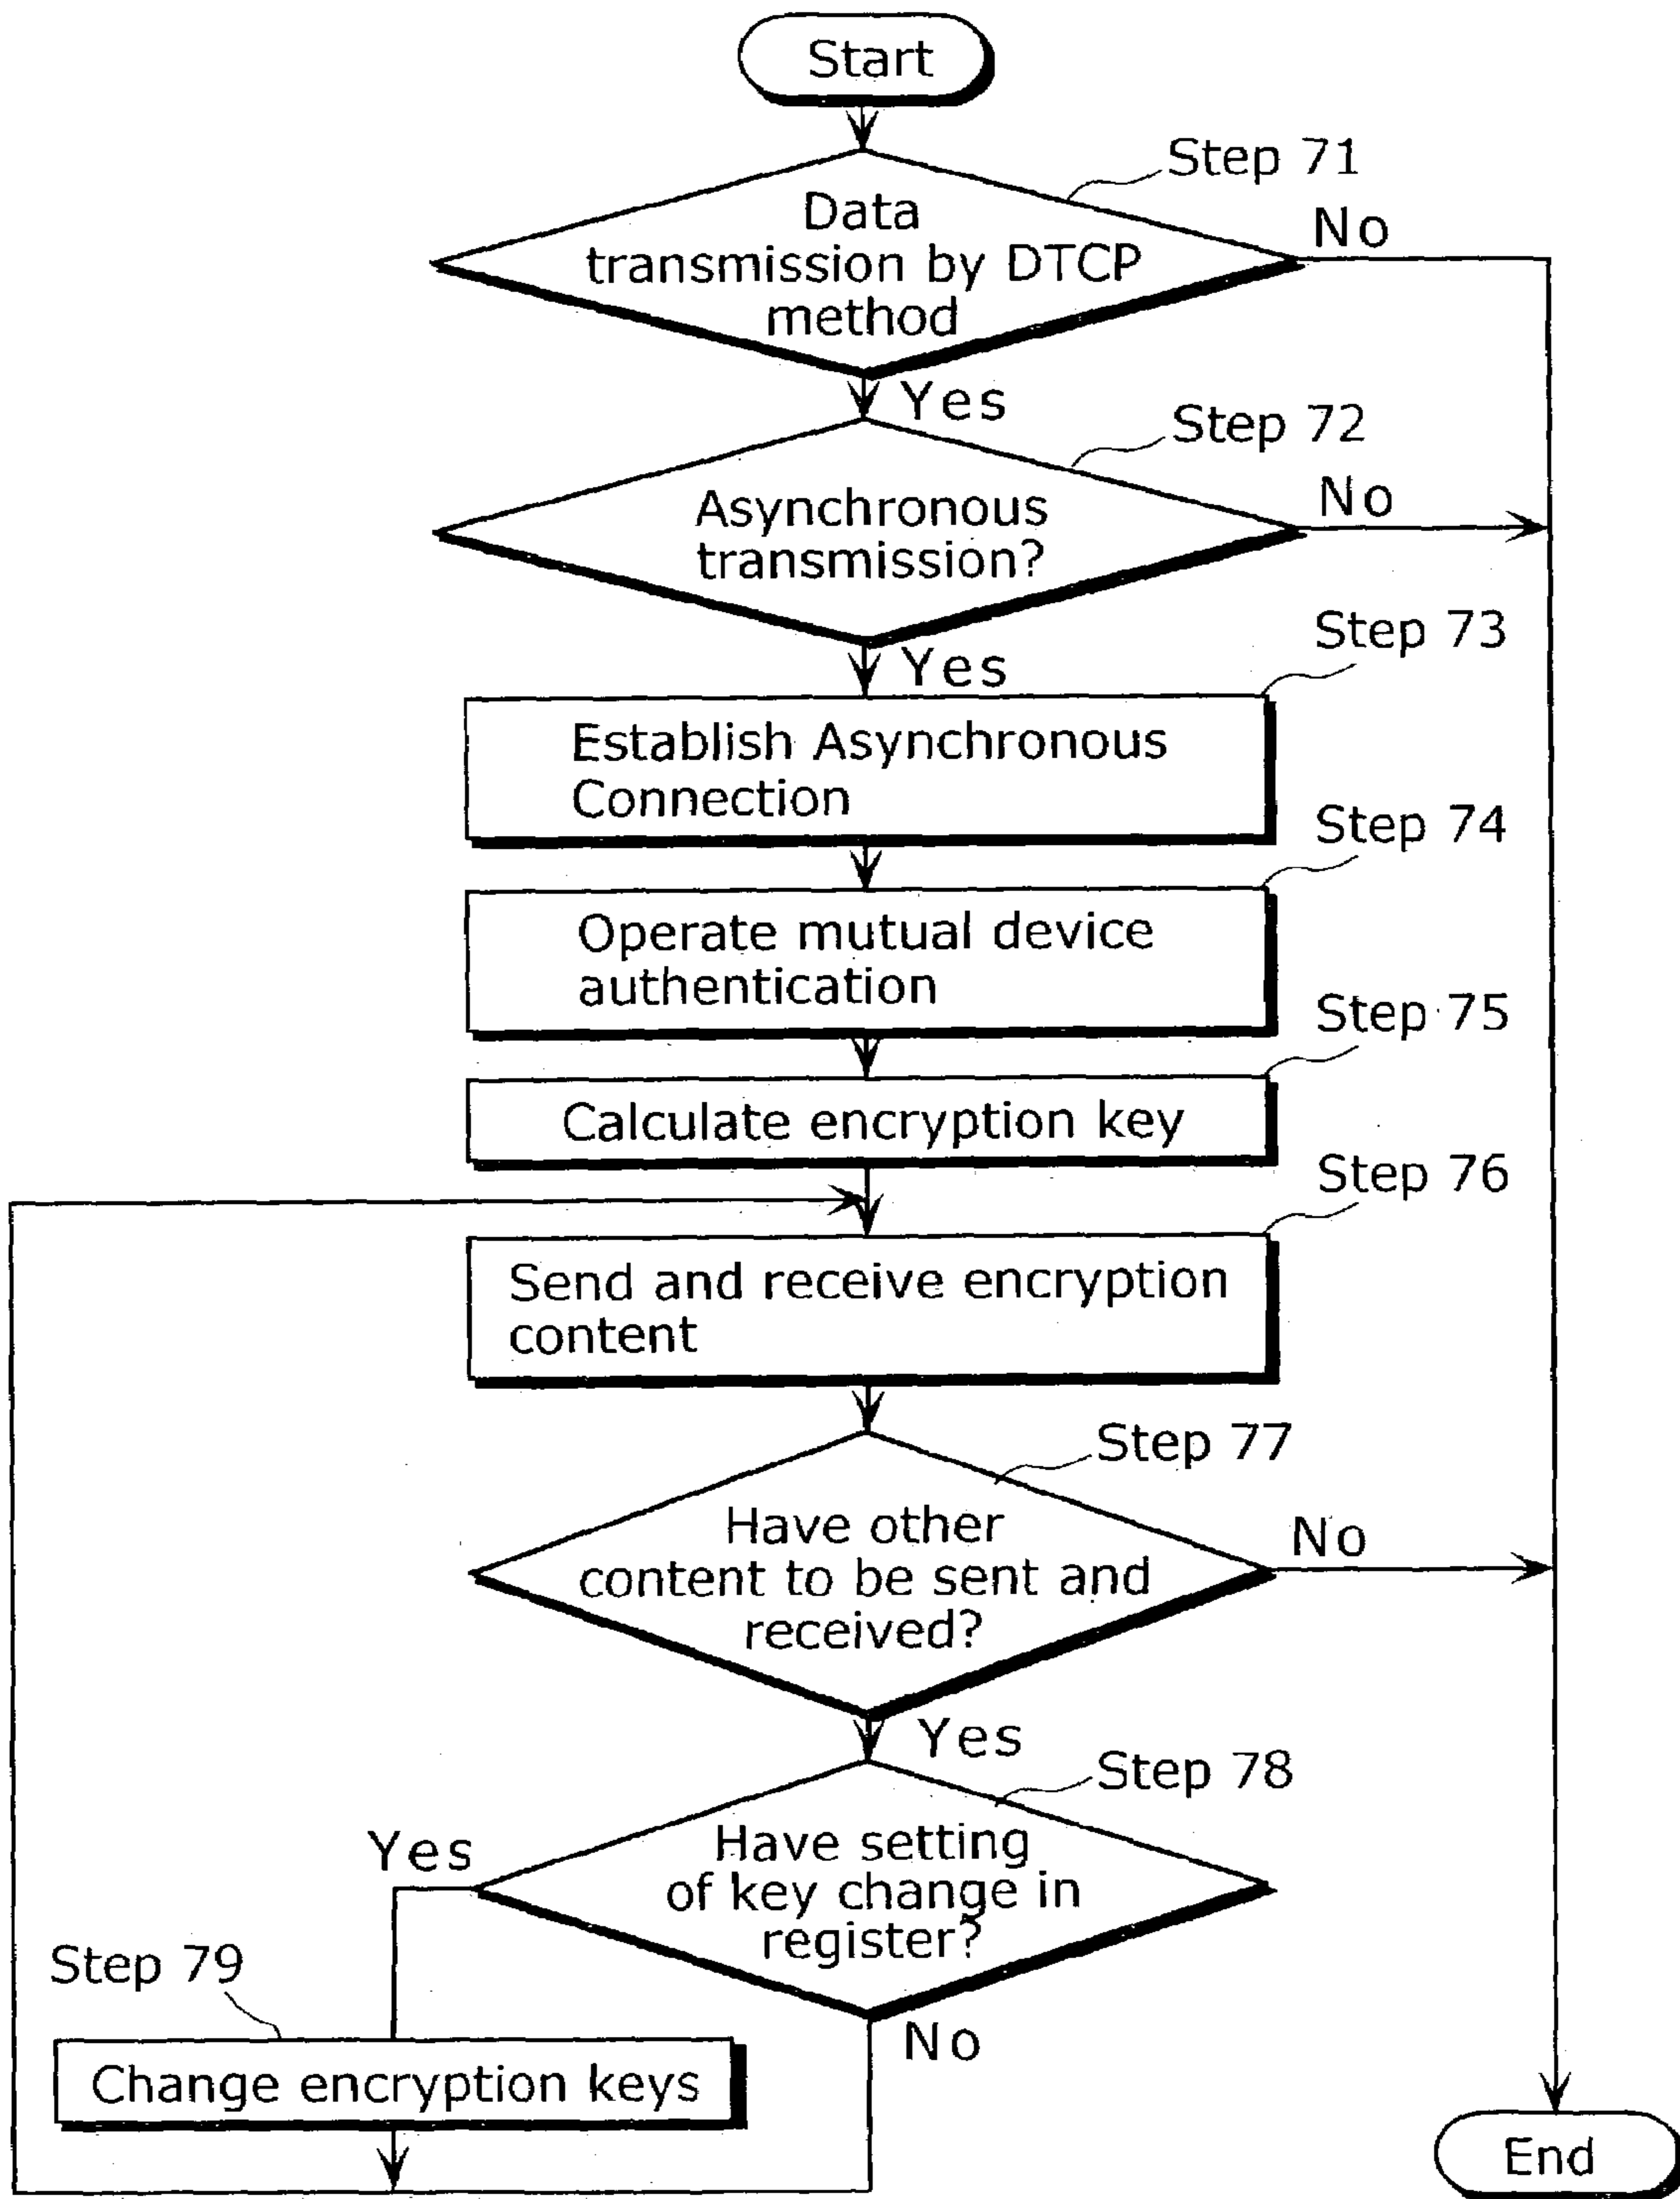 Start
Step 71
Data
transmission by DTCP
method
No
Yes
Step 72
Asynchronous
transmission?
No
Yes
Step 73
Establish Asynchronous
Connection
Step 74
Operate mutual device
authentication
Step 75
Calculate encryption key
Step 76
Send and receive encryption
content
Step 77
Have other
content to be sent and
received?
No
Yes
Step 78
Have setting
of key change in
register?
Yes
No
Step 79
Change encryption keys
End